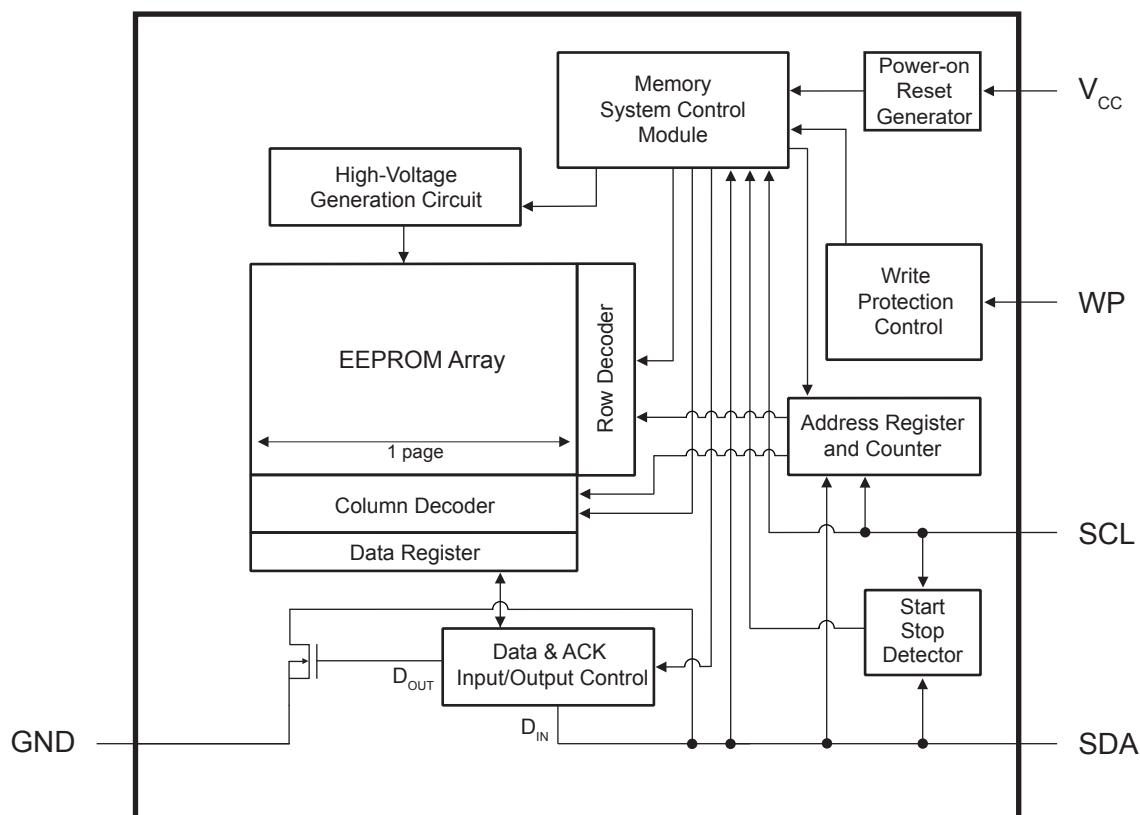 Memory
System Control
Module
Power-on
Reset
Generator
V_CC
High-Voltage
Generation Circuit
Write
Protection
Control
WP
EEPROM Array
Row Decoder
1 page
Address Register
and Counter
Column Decoder
Data Register
SCL
Start
Stop
Detector
Data & ACK
Input/Output Control
D_OUT
D_IN
GND
SDA